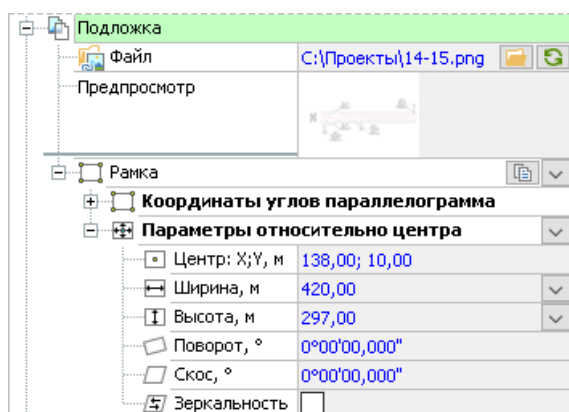 Подложка
Файл C:\Проекты\14-15.png
Предпросмотр
Рамка
Координаты углов параллелограмма
Параметры относительно центра
Центр: X;Y, м 138,00; 10,00
Ширина, м 420,00
Высота, м 297,00
Поворот, ° 0°00'00,000"
Скос, ° 0°00'00,000"
Зеркальность